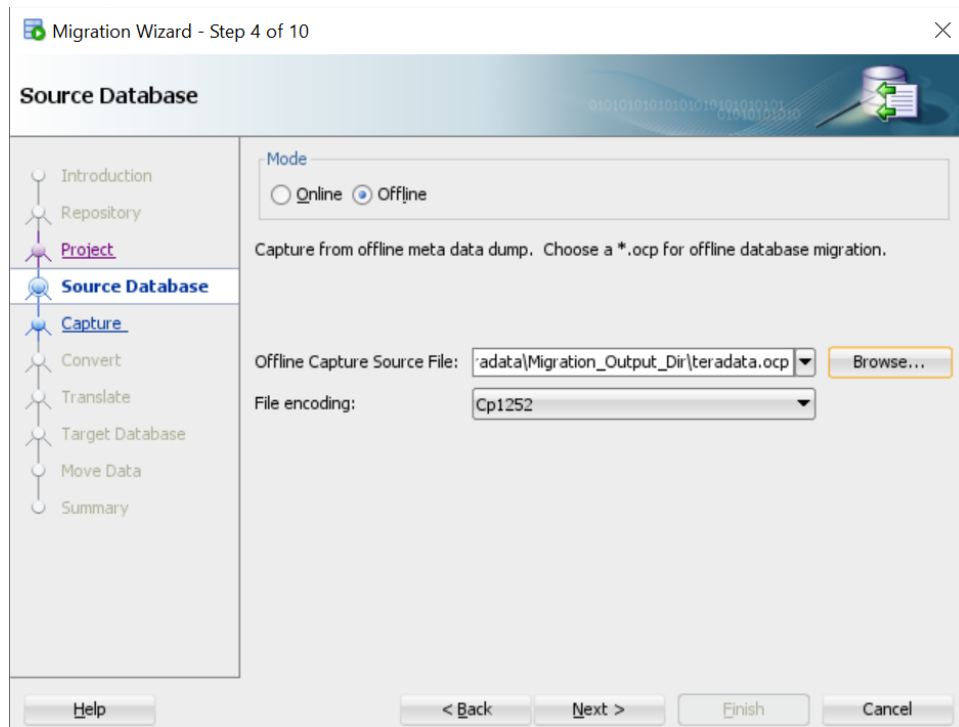 Migration Wizard - Step 4 of 10
Source Database
0101010101010101010101010101
01010101010
Introduction
Repository
Project
Source Database
Capture
Convert
Translate
Target Database
Move Data
Summary
Mode
Online Offline
Capture from offline meta data dump. Choose a *.ocp for offline database migration.
Offline Capture Source File: radata\Migration_Output_Dir\teradata.ocp Browse...
File encoding: Cp1252
Help < Back Next > Finish Cancel